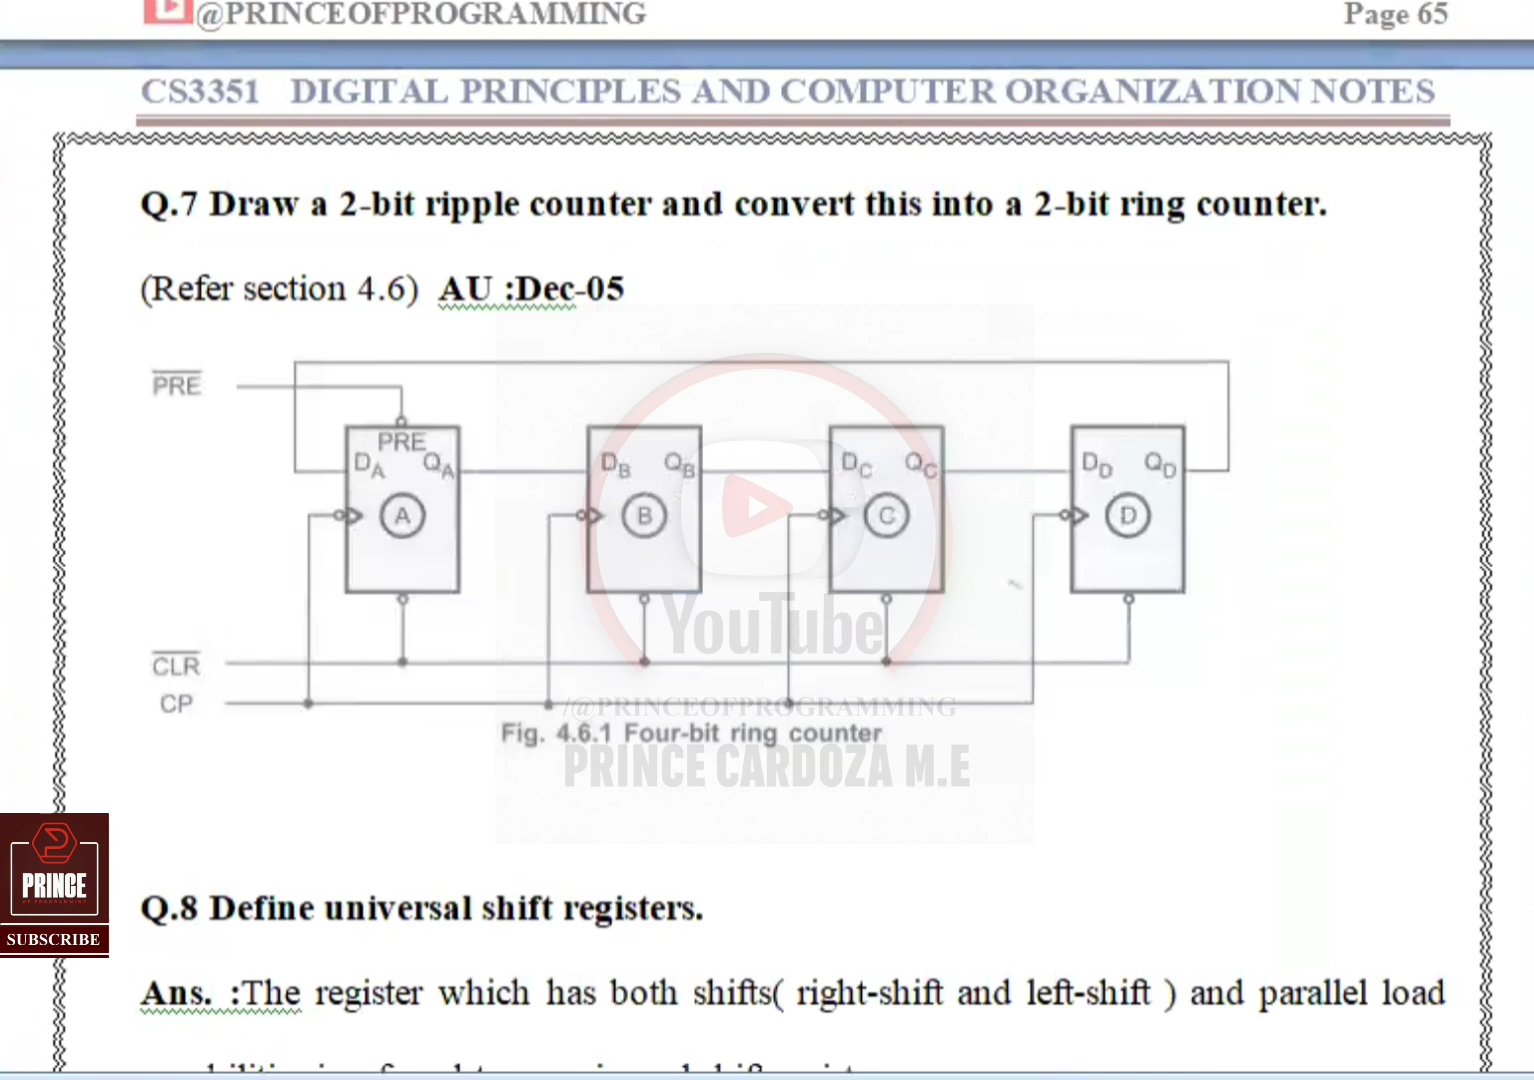 @PRINCEOFPROGRAMMING Page 65
CS3351 DIGITAL PRINCIPLES AND COMPUTER ORGANIZATION NOTES
Q.7 Draw a 2-bit ripple counter and convert this into a 2-bit ring counter.
(Refer section 4.6) AU :Dec-05
PRE
PRE
DA QA DB QB DC QC DD QD
A B C D
YouTube
CLR
CP
/@PRINCEOFPROGRAMMING
Fig. 4.6.1 Four-bit ring counter
PRINCE CARDOZA M.E
PRINCE
SUBSCRIBE
Q.8 Define universal shift registers.
Ans. :The register which has both shifts( right-shift and left-shift ) and parallel load